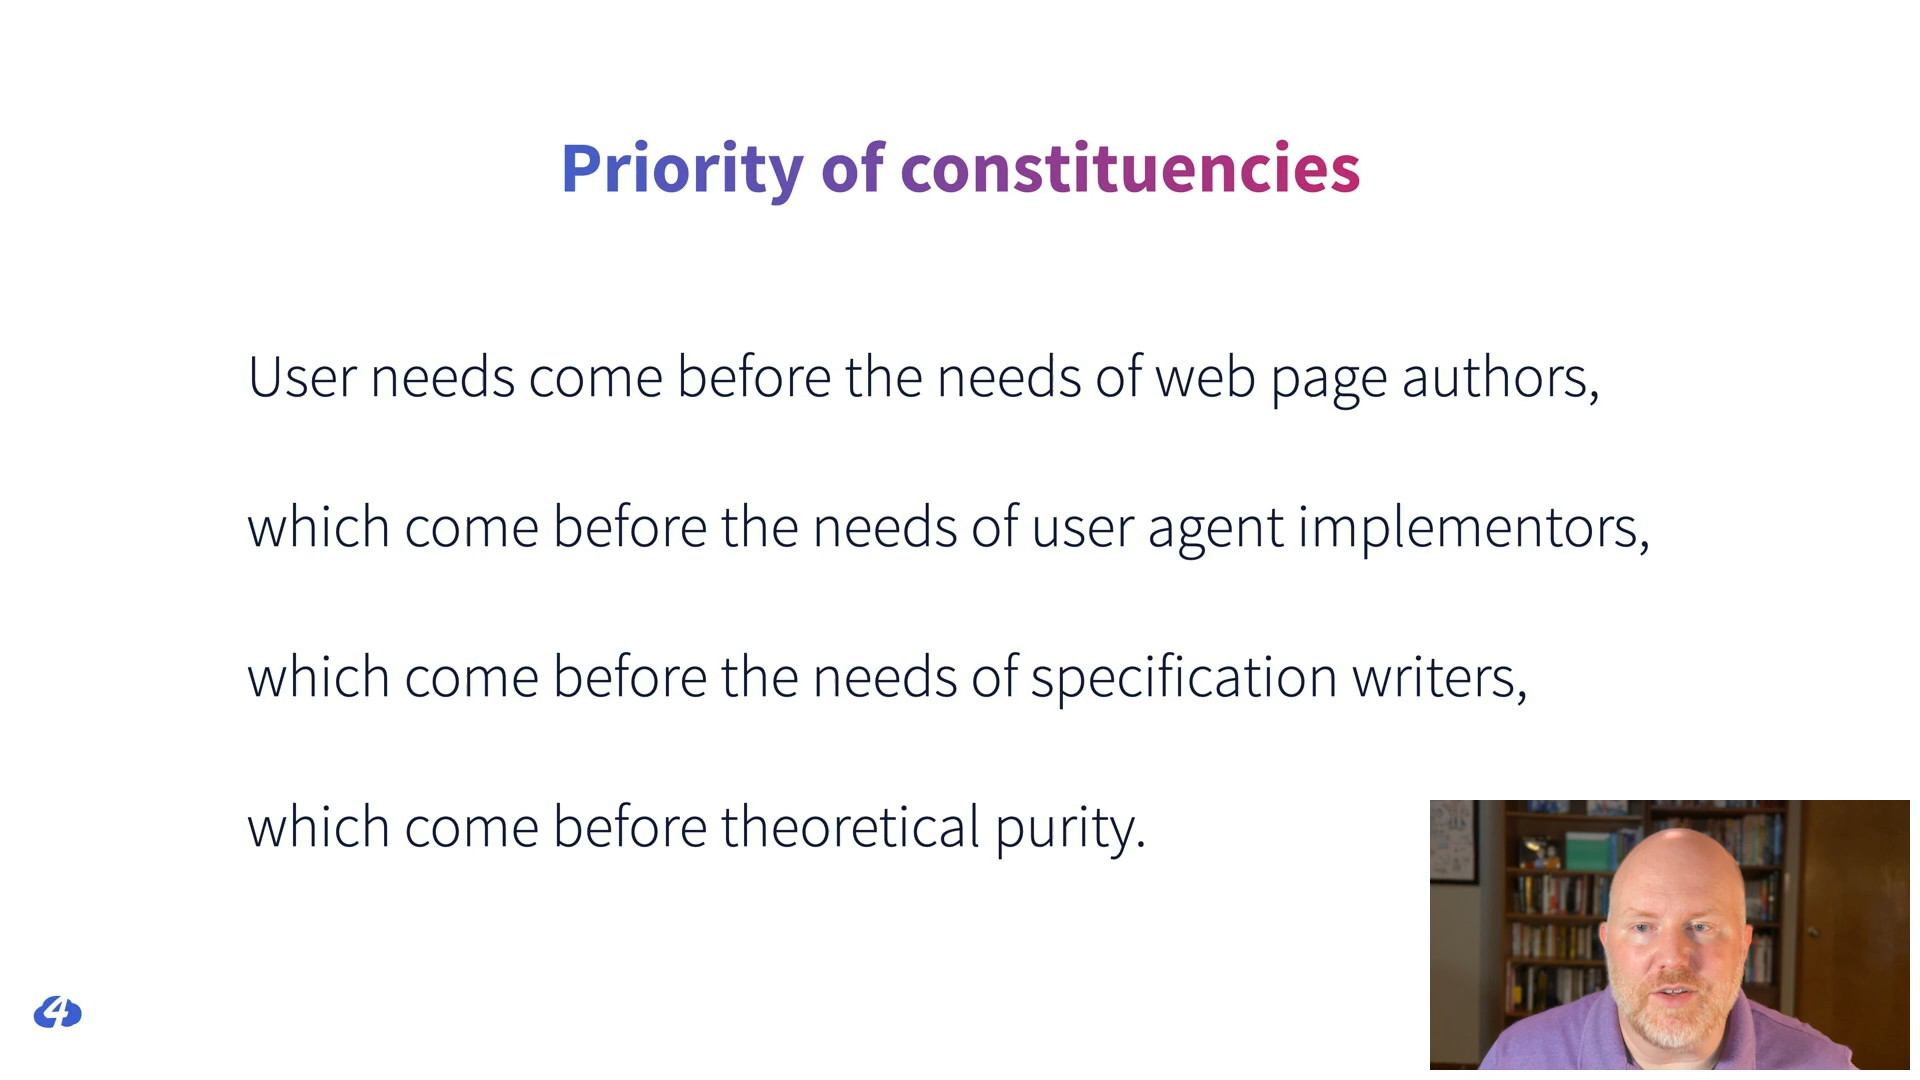 Priority of constituencies
User needs come before the needs of web page authors,
which come before the needs of user agent implementors,
which come before the needs of specification writers,
which come before theoretical purity.
4